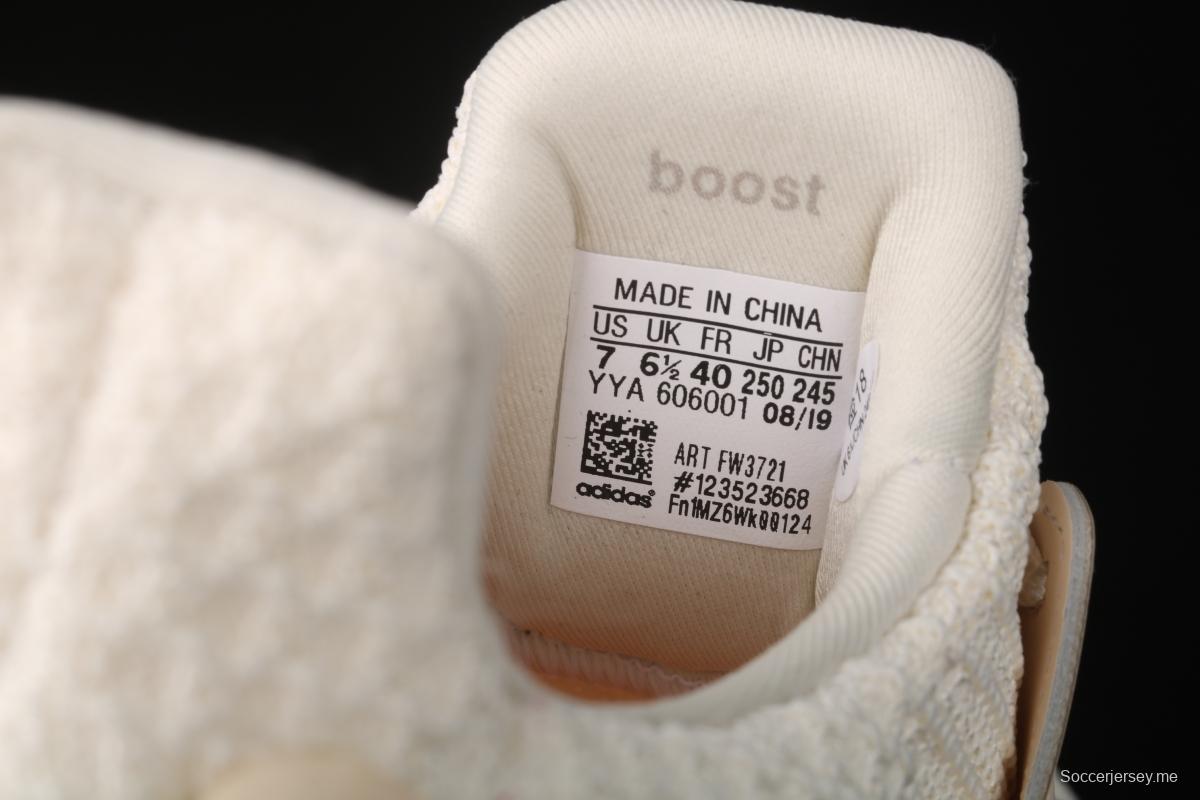 boost
MADE IN CHINA
US UK FR JP CHN
7 6½ 40 250 245
YYA 606001 08/19
ART FW3721
#123523668
Fn1MZ6Wk00124
adidas
78
Soccerjersey.me